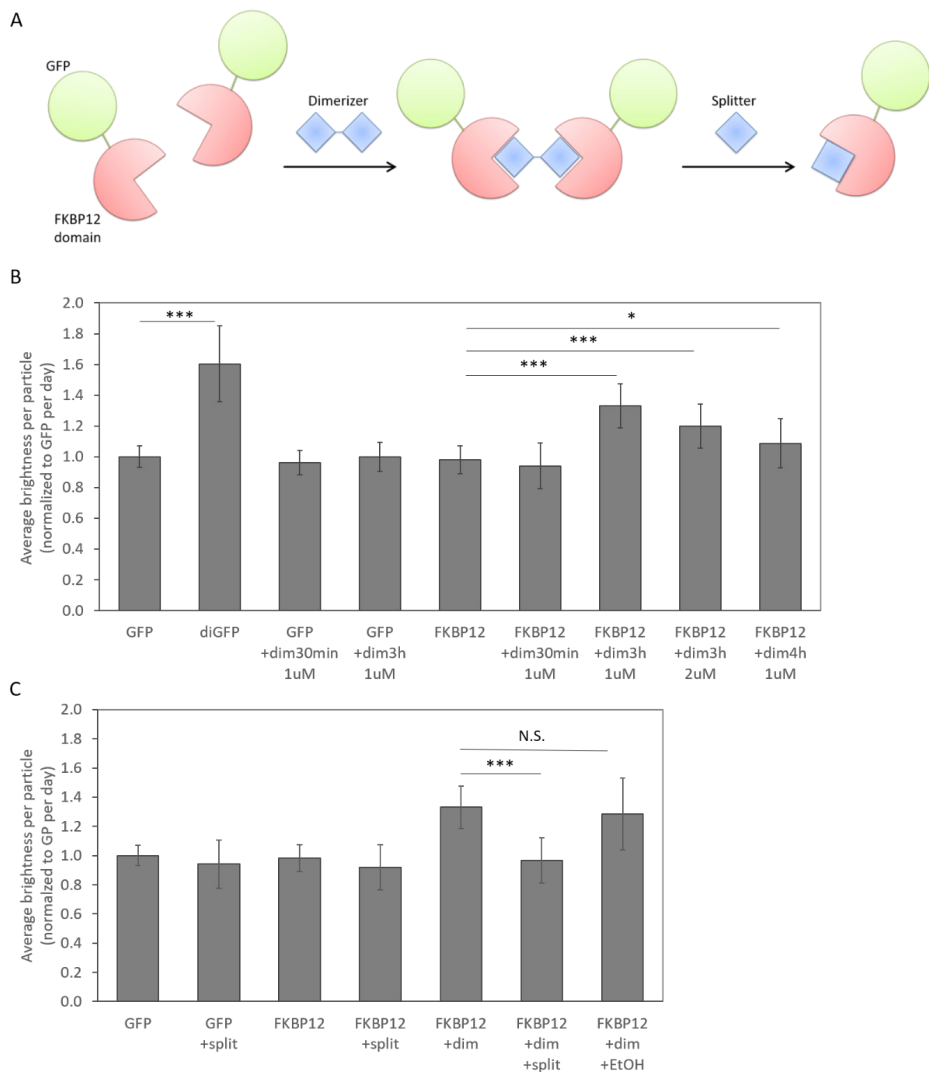 A
GFP
Dimerizer
Splitter
FKBP12
domain
B
Average brightness per particle
(normalized to GFP per day)
2.0
1.8
1.6
1.4
1.2
1.0
0.8
0.6
0.4
0.2
0.0
***
*
***
***
GFP
diGFP
GFP
+dim30min
1uM
GFP
+dim3h
1uM
FKBP12
FKBP12
+dim30min
1uM
FKBP12
+dim3h
1uM
FKBP12
+dim3h
2uM
FKBP12
+dim4h
1uM
C
Average brightness per particle
(normalized to GP per day)
2.0
1.8
1.6
1.4
1.2
1.0
0.8
0.6
0.4
0.2
0.0
N.S.
***
GFP
GFP
+split
FKBP12
FKBP12
+split
FKBP12
+dim
FKBP12
+dim
+split
FKBP12
+dim
+EtOH